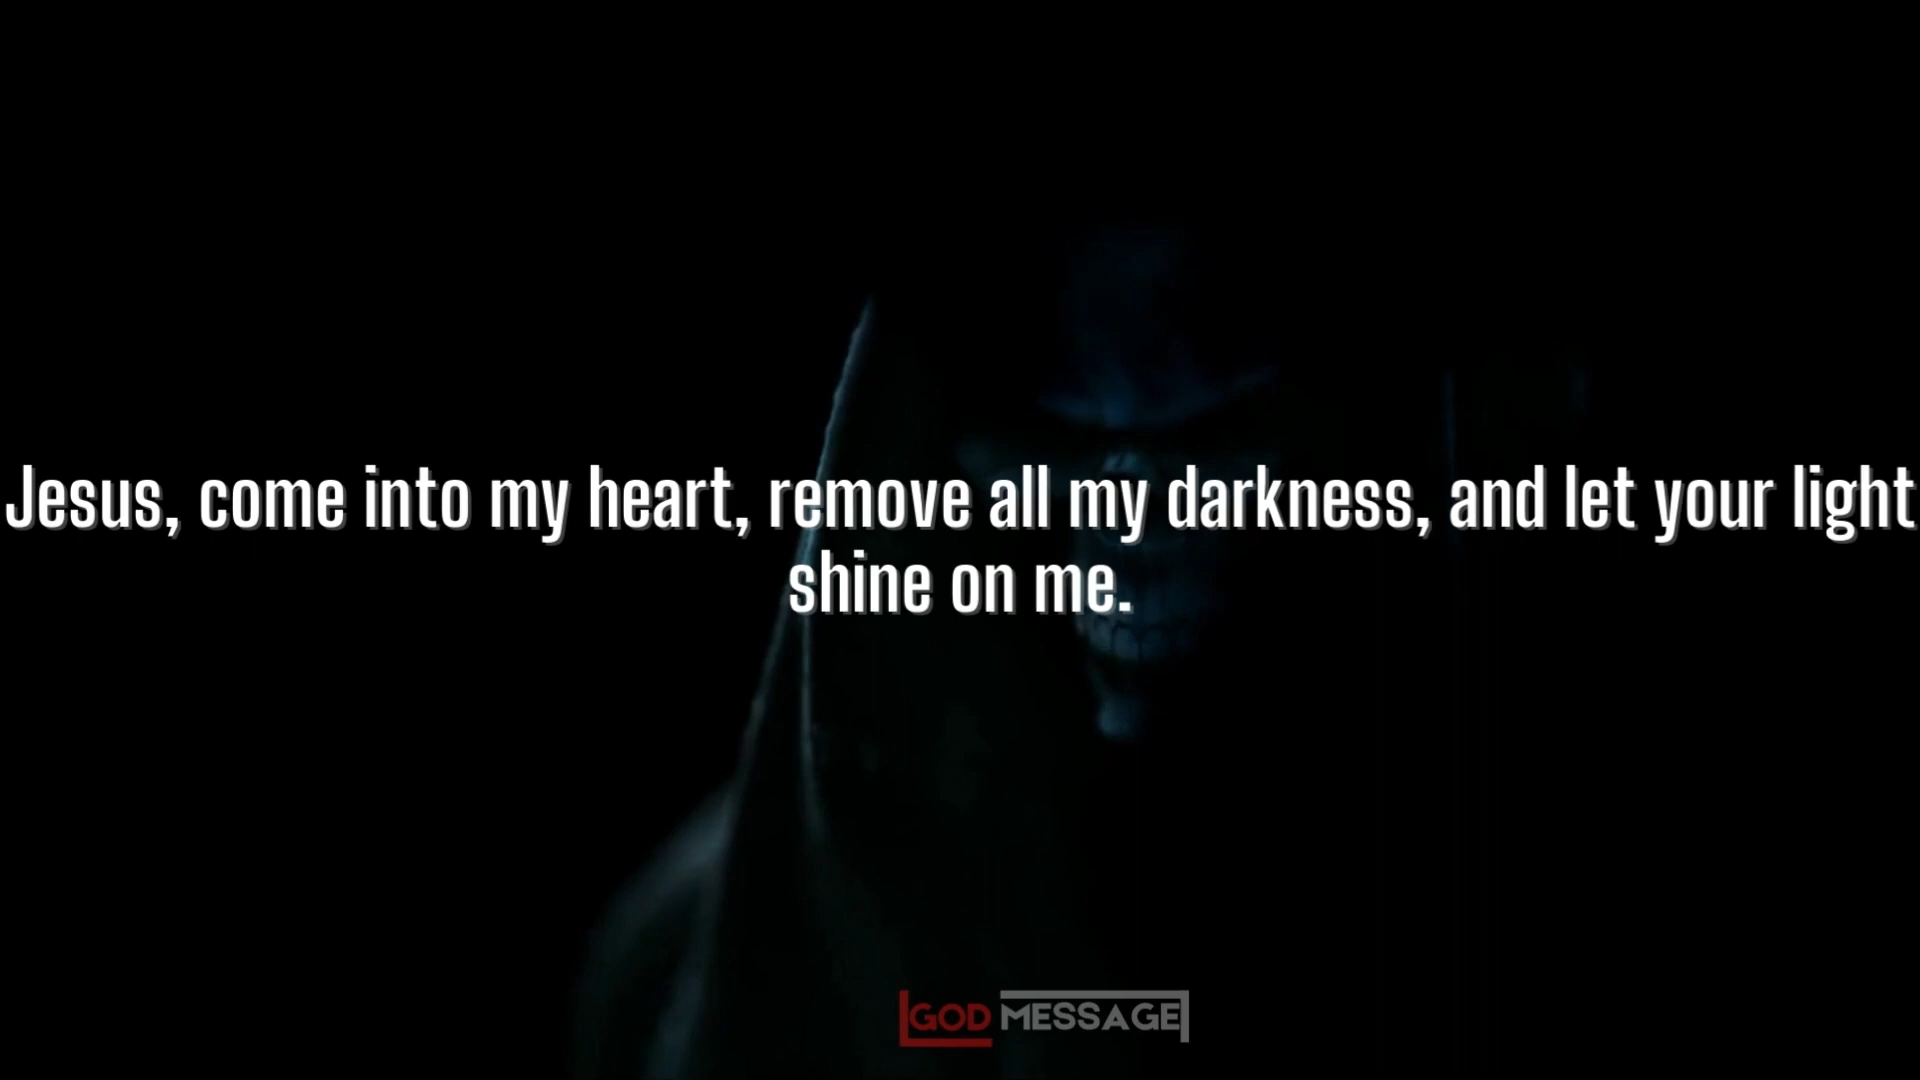 Jesus, come into my heart, remove all my darkness, and let your light
shine on me.
GOD MESSAGE